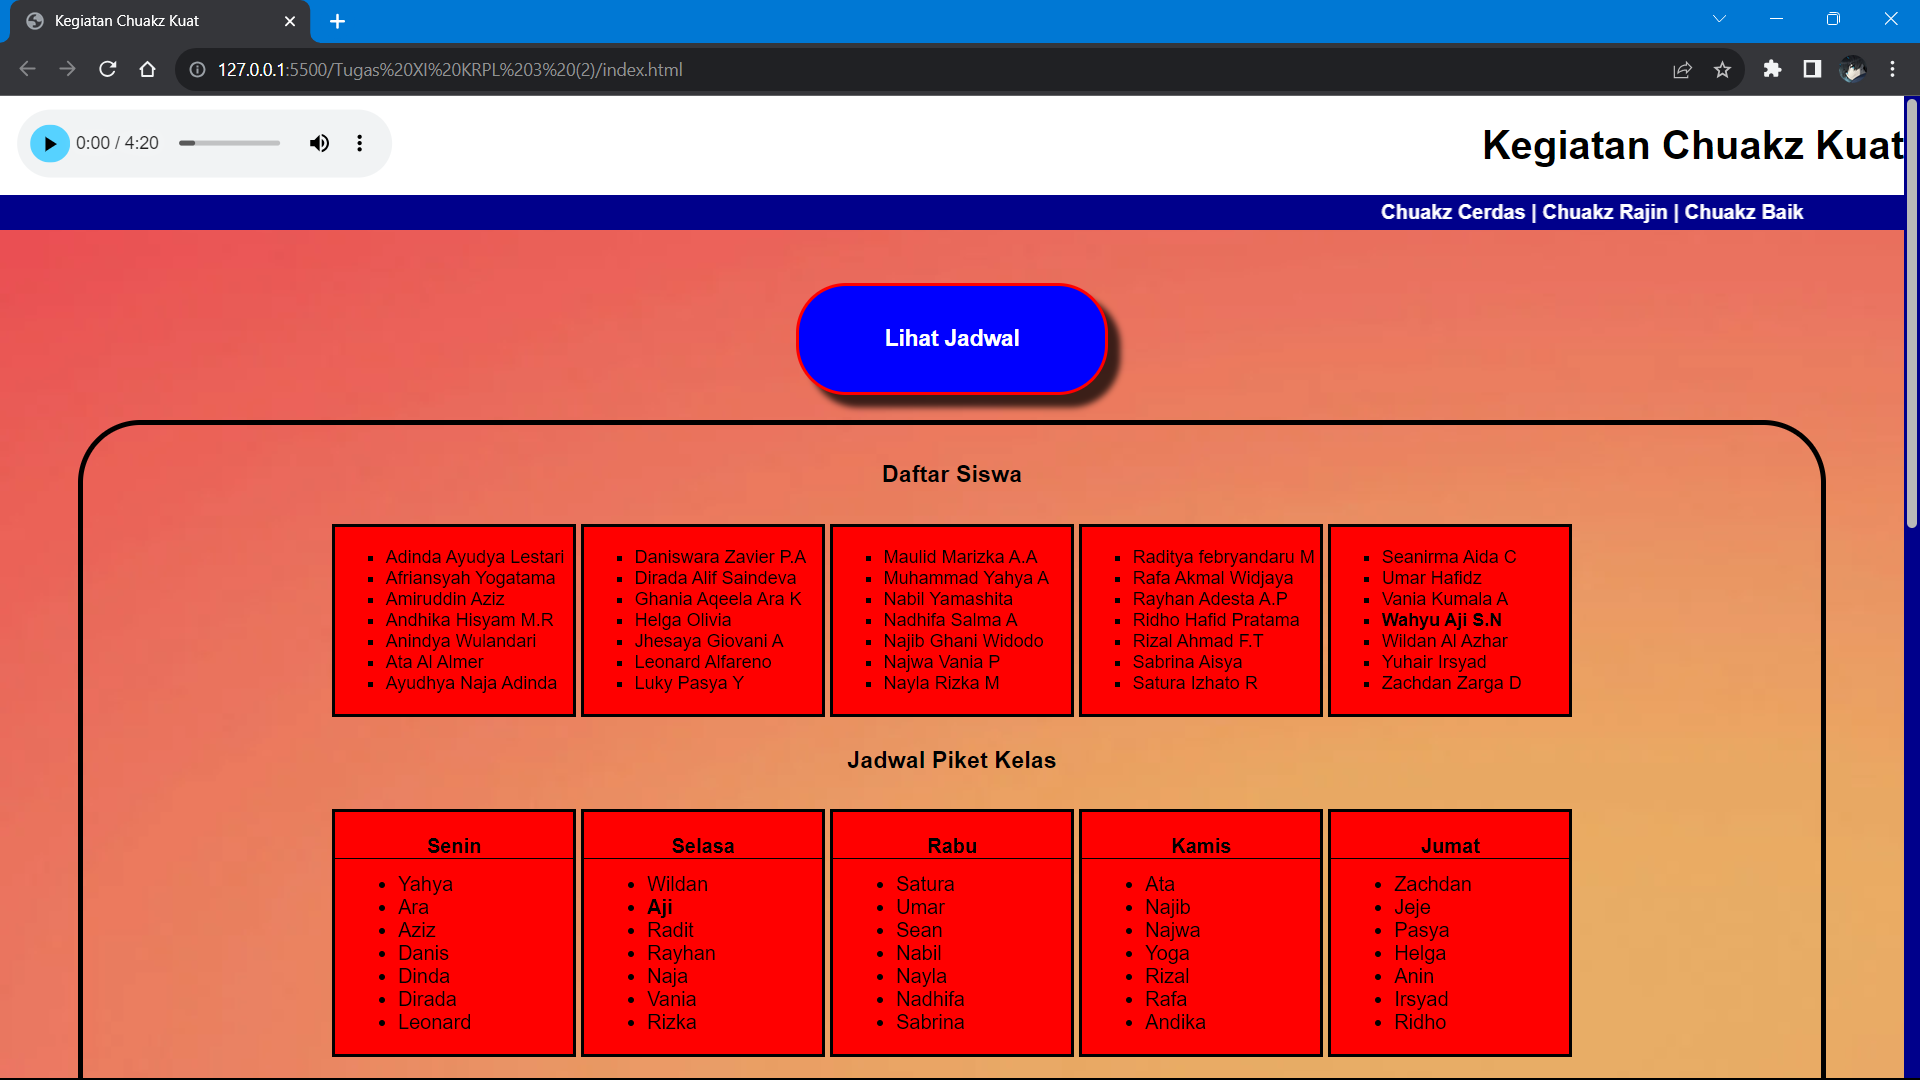 Kegiatan Chuakz Kuat
127.0.0.1:5500/Tugas%20XI%20KRPL%203%20(2)/index.html
0:00 / 4:20
Kegiatan Chuakz Kuat
Chuakz Cerdas | Chuakz Rajin | Chuakz Baik
Lihat Jadwal
Daftar Siswa
Adinda Ayudya Lestari
Afriansyah Yogatama
Amiruddin Aziz
Andhika Hisyam M.R
Anindya Wulandari
Ata Al Almer
Ayudhya Naja Adinda
Daniswara Zavier P.A
Dirada Alif Saindeva
Ghania Aqeela Ara K
Helga Olivia
Jhesaya Giovani A
Leonard Alfareno
Luky Pasya Y
Maulid Marizka A.A
Muhammad Yahya A
Nabil Yamashita
Nadhifa Salma A
Najib Ghani Widodo
Najwa Vania P
Nayla Rizka M
Raditya febryandaru M
Rafa Akmal Widjaya
Rayhan Adesta A.P
Ridho Hafid Pratama
Rizal Ahmad F.T
Sabrina Aisya
Satura Izhato R
Seanirma Aida C
Umar Hafidz
Vania Kumala A
Wahyu Aji S.N
Wildan Al Azhar
Yuhair Irsyad
Zachdan Zarga D
Jadwal Piket Kelas
Senin
Yahya
Ara
Aziz
Danis
Dinda
Dirada
Leonard
Selasa
Wildan
Aji
Radit
Rayhan
Naja
Vania
Rizka
Rabu
Satura
Umar
Sean
Nabil
Nayla
Nadhifa
Sabrina
Kamis
Ata
Najib
Najwa
Yoga
Rizal
Rafa
Andika
Jumat
Zachdan
Jeje
Pasya
Helga
Anin
Irsyad
Ridho